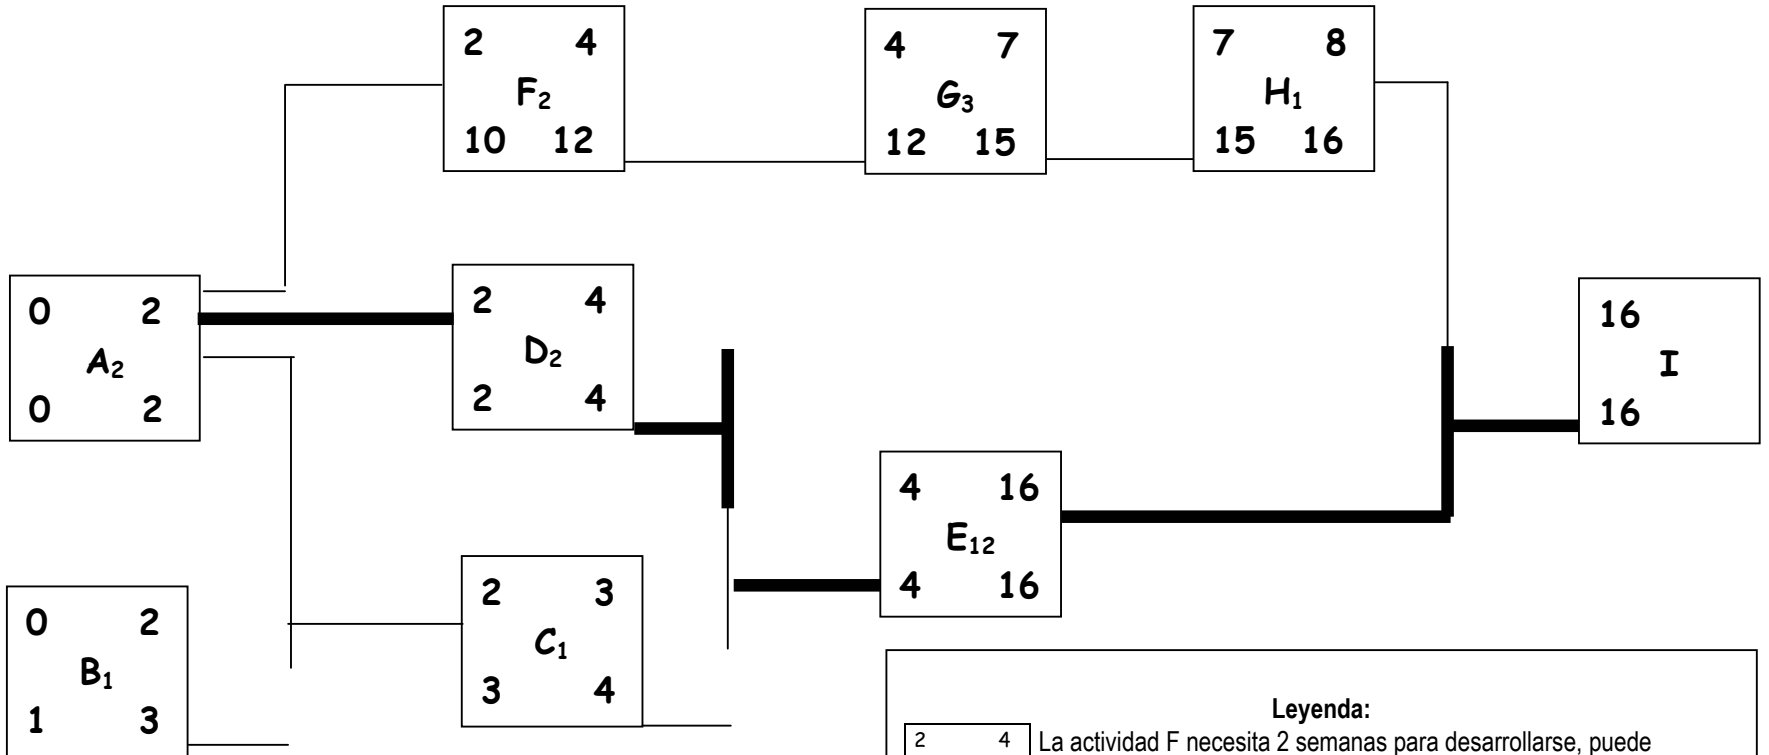 2 4
F₂
10 12
4 7
G₃
12 15
7 8
H₁
15 16
0 2
A₂
0 2
2 4
D₂
2 4
16
I
16
4 16
E₁₂
4 16
0 2
B₁
1 3
2 3
C₁
3 4
Leyenda:
2 4 La actividad F necesita 2 semanas para desarrollarse, puede